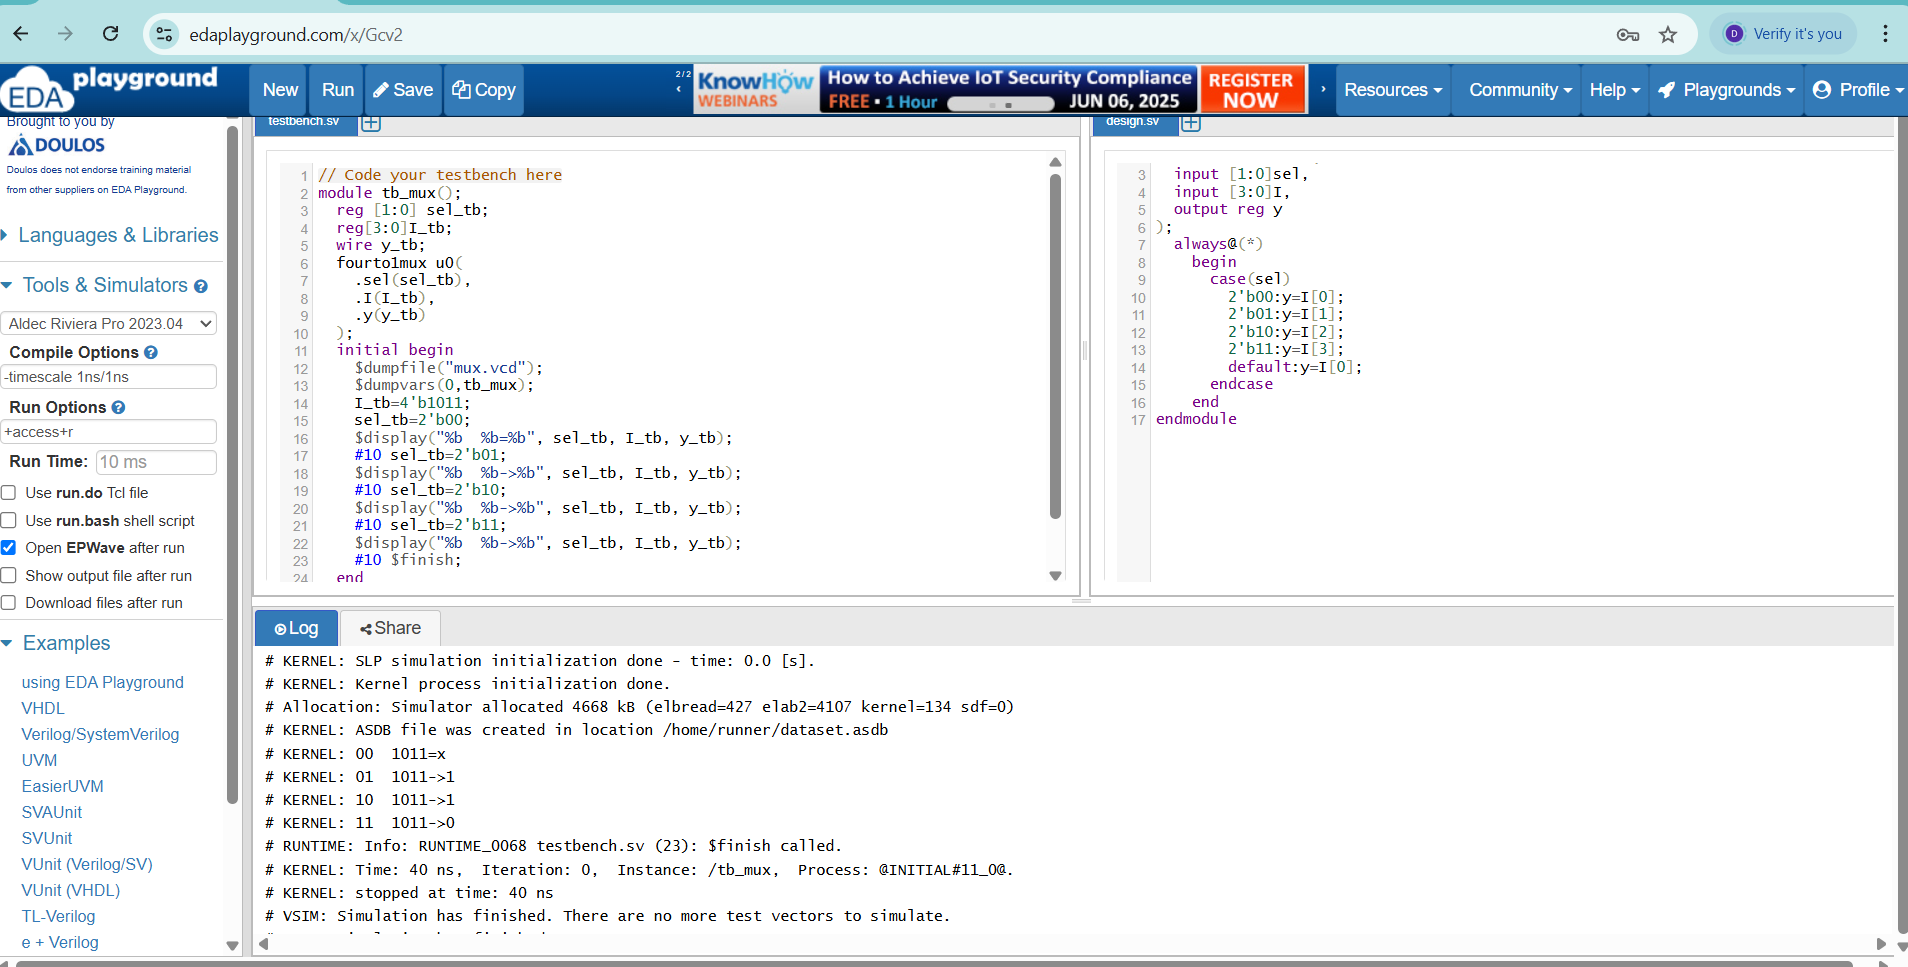 edaplayground.com/x/Gcv2
Verify it's you
D
EDA playground
New
Run
Save
Copy
2/2
KnowHow
WEBINARS
How to Achieve IoT Security Compliance
FREE • 1 Hour
JUN 06, 2025
REGISTER
NOW
Resources
Community
Help
Playgrounds
Profile
Brought to you by
DOULOS
Doulos does not endorse training material
from other suppliers on EDA Playground.
Languages & Libraries
Tools & Simulators
Aldec Riviera Pro 2023.04
Compile Options
-timescale 1ns/1ns
Run Options
+access+r
Run Time: 10 ms
Use run.do Tcl file
Use run.bash shell script
Open EPWave after run
Show output file after run
Download files after run
Examples
using EDA Playground
VHDL
Verilog/SystemVerilog
UVM
EasierUVM
SVAUnit
SVUnit
VUnit (Verilog/SV)
VUnit (VHDL)
TL-Verilog
e + Verilog
testbench.sv
1 // Code your testbench here
2 module tb_mux();
3 reg [1:0] sel_tb;
4 reg[3:0]I_tb;
5 wire y_tb;
6 fourto1mux u0(
7 .sel(sel_tb),
8 .I(I_tb),
9 .y(y_tb)
10 );
11 initial begin
12 $dumpfile("mux.vcd");
13 $dumpvars(0,tb_mux);
14 I_tb=4'b1011;
15 sel_tb=2'b00;
16 $display("%b  %b=%b", sel_tb, I_tb, y_tb);
17 #10 sel_tb=2'b01;
18 $display("%b  %b->%b", sel_tb, I_tb, y_tb);
19 #10 sel_tb=2'b10;
20 $display("%b  %b->%b", sel_tb, I_tb, y_tb);
21 #10 sel_tb=2'b11;
22 $display("%b  %b->%b", sel_tb, I_tb, y_tb);
23 #10 $finish;
24 end
design.sv
3 input [1:0]sel,
4 input [3:0]I,
5 output reg y
6 );
7 always@(*)
8 begin
9 case(sel)
10 2'b00:y=I[0];
11 2'b01:y=I[1];
12 2'b10:y=I[2];
13 2'b11:y=I[3];
14 default:y=I[0];
15 endcase
16 end
17 endmodule
Log
Share
# KERNEL: SLP simulation initialization done - time: 0.0 [s].
# KERNEL: Kernel process initialization done.
# Allocation: Simulator allocated 4668 kB (elbread=427 elab2=4107 kernel=134 sdf=0)
# KERNEL: ASDB file was created in location /home/runner/dataset.asdb
# KERNEL: 00  1011=x
# KERNEL: 01  1011->1
# KERNEL: 10  1011->1
# KERNEL: 11  1011->0
# RUNTIME: Info: RUNTIME_0068 testbench.sv (23): $finish called.
# KERNEL: Time: 40 ns,  Iteration: 0,  Instance: /tb_mux,  Process: @INITIAL#11_0@.
# KERNEL: stopped at time: 40 ns
# VSIM: Simulation has finished. There are no more test vectors to simulate.